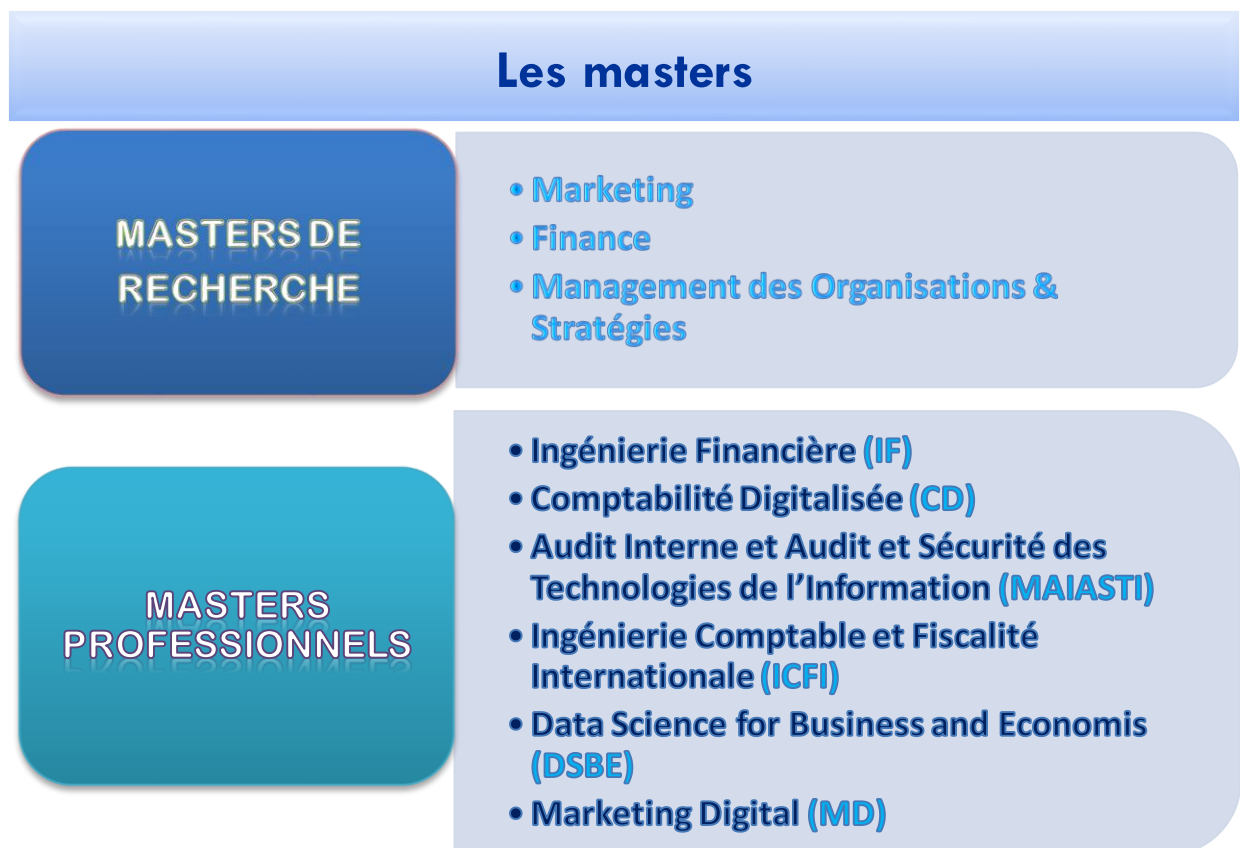 Les masters
MASTERS DE
RECHERCHE
• Marketing
• Finance
• Management des Organisations &
Stratégies
MASTERS
PROFESSIONNELS
• Ingénierie Financière (IF)
• Comptabilité Digitalisée (CD)
• Audit Interne et Audit et Sécurité des
Technologies de l’Information (MAIASTI)
• Ingénierie Comptable et Fiscalité
Internationale (ICFI)
• Data Science for Business and Economis
(DSBE)
• Marketing Digital (MD)